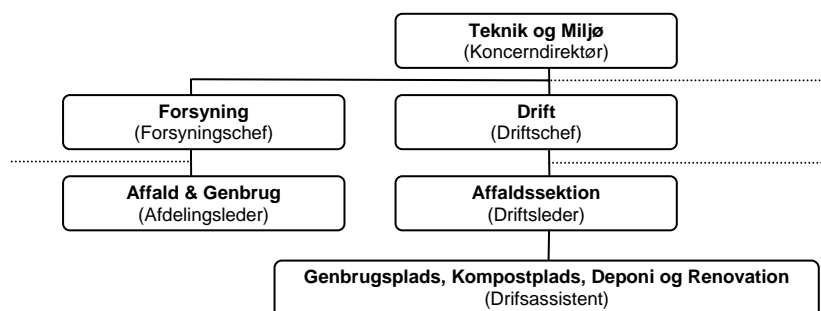 Teknik og Miljø
(Koncerndirektør)
Forsyning
(Forsyningschef)
Drift
(Driftschef)
Affald & Genbrug
(Afdelingsleder)
Affaldssektion
(Driftsleder)
Genbrugsplads, Kompostplads, Deponi og Renovation
(Drifsassistent)